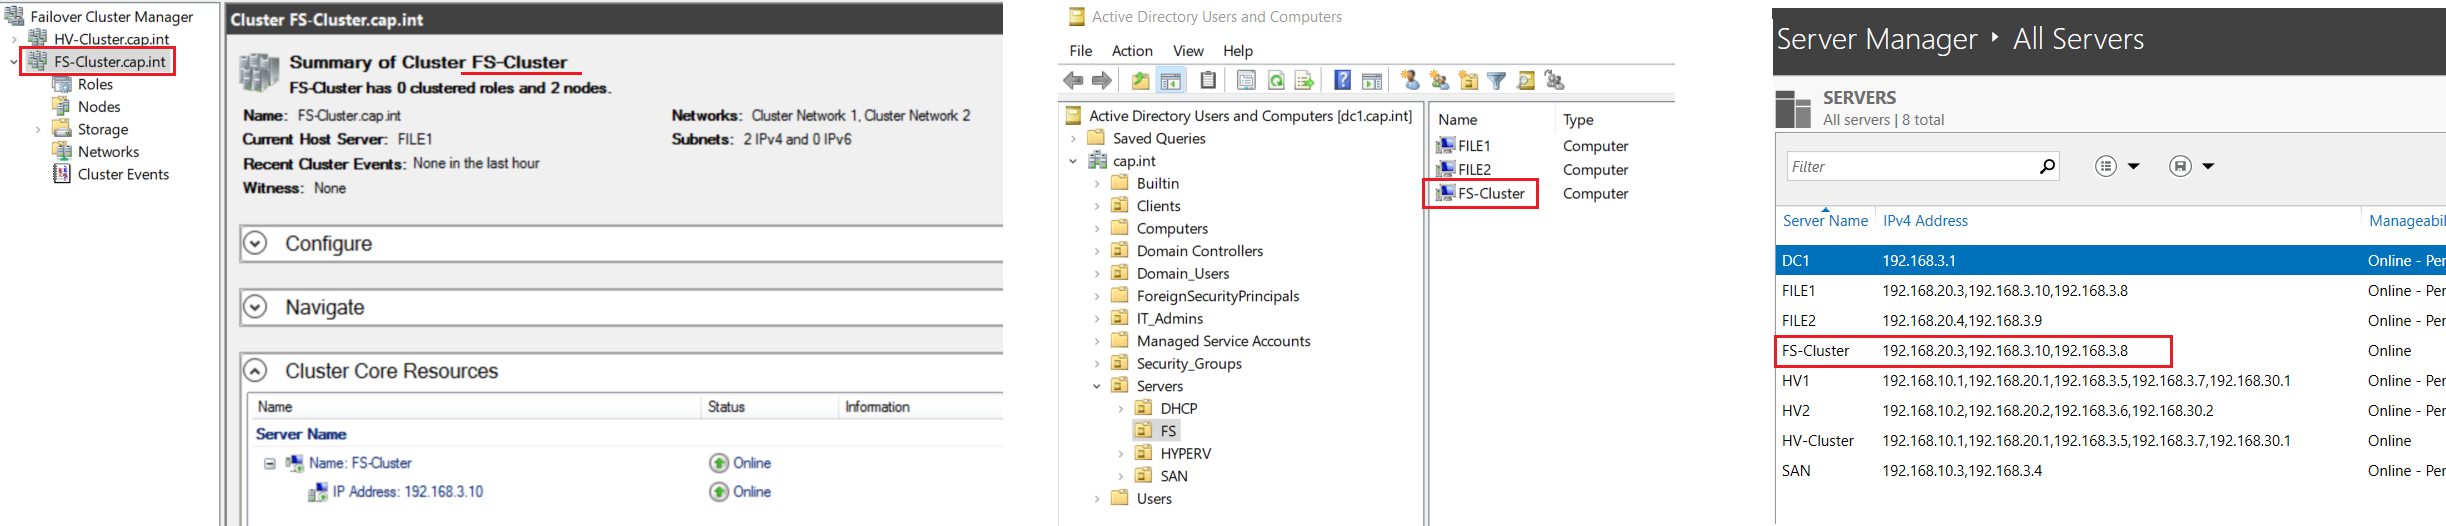 Failover Cluster Manager
HV-Cluster.cap.int
FS-Cluster.cap.int
Roles
Nodes
Storage
Networks
Cluster Events
Cluster FS-Cluster.cap.int
Summary of Cluster FS-Cluster
FS-Cluster has 0 clustered roles and 2 nodes.
Name: FS-Cluster.cap.int
Networks: Cluster Network 1, Cluster Network 2
Current Host Server: FILE1
Subnets: 2 IPv4 and 0 IPv6
Recent Cluster Events: None in the last hour
Witness: None
Configure
Navigate
Cluster Core Resources
Name Status Information
Server Name
Name: FS-Cluster Online
IP Address: 192.168.3.10 Online
Active Directory Users and Computers
File Action View Help
Active Directory Users and Computers [dc1.cap.int]
Saved Queries
cap.int
Builtin
Clients
Computers
Domain Controllers
Domain_Users
ForeignSecurityPrincipals
IT_Admins
Managed Service Accounts
Security_Groups
Servers
DHCP
FS
HYPERV
SAN
Users
Name Type
FILE1 Computer
FILE2 Computer
FS-Cluster Computer
Server Manager ‣ All Servers
SERVERS
All servers | 8 total
Filter
Server Name IPv4 Address Manageabil
DC1 192.168.3.1 Online - Per
FILE1 192.168.20.3,192.168.3.10,192.168.3.8 Online - Per
FILE2 192.168.20.4,192.168.3.9 Online - Per
FS-Cluster 192.168.20.3,192.168.3.10,192.168.3.8 Online
HV1 192.168.10.1,192.168.20.1,192.168.3.5,192.168.3.7,192.168.30.1 Online - Per
HV2 192.168.10.2,192.168.20.2,192.168.3.6,192.168.30.2 Online - Per
HV-Cluster 192.168.10.1,192.168.20.1,192.168.3.5,192.168.3.7,192.168.30.1 Online
SAN 192.168.10.3,192.168.3.4 Online - Per